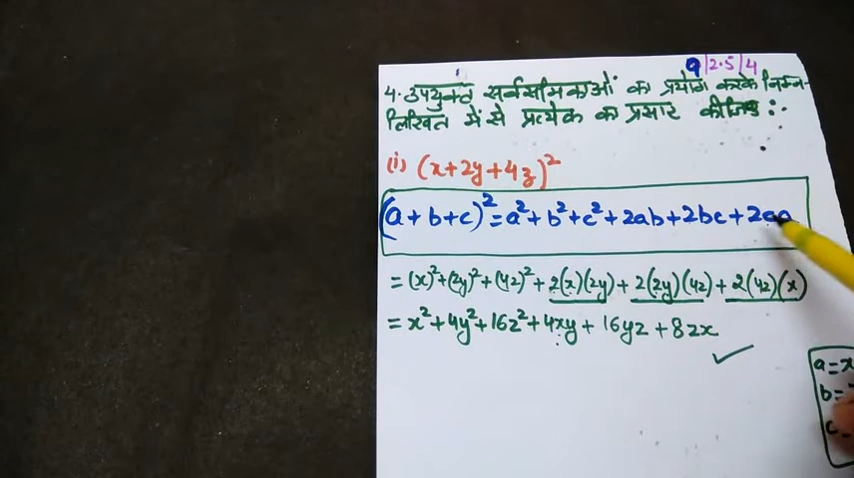 9|2.5|4
4. उपयुक्त सर्वसमिकाओं का प्रयोग करके निम्न-
लिखित में से प्रत्येक का प्रसार कीजिए :-
(i) (x+2y+4z)²
(a+b+c)²=a²+b²+c²+2ab+2bc+2ca
= (x)²+(2y)²+(4z)²+2(x)(2y)+2(2y)(4z)+2(4z)(x)
= x²+4y²+16z²+4xy+16yz+8zx
a=x
b=
c=